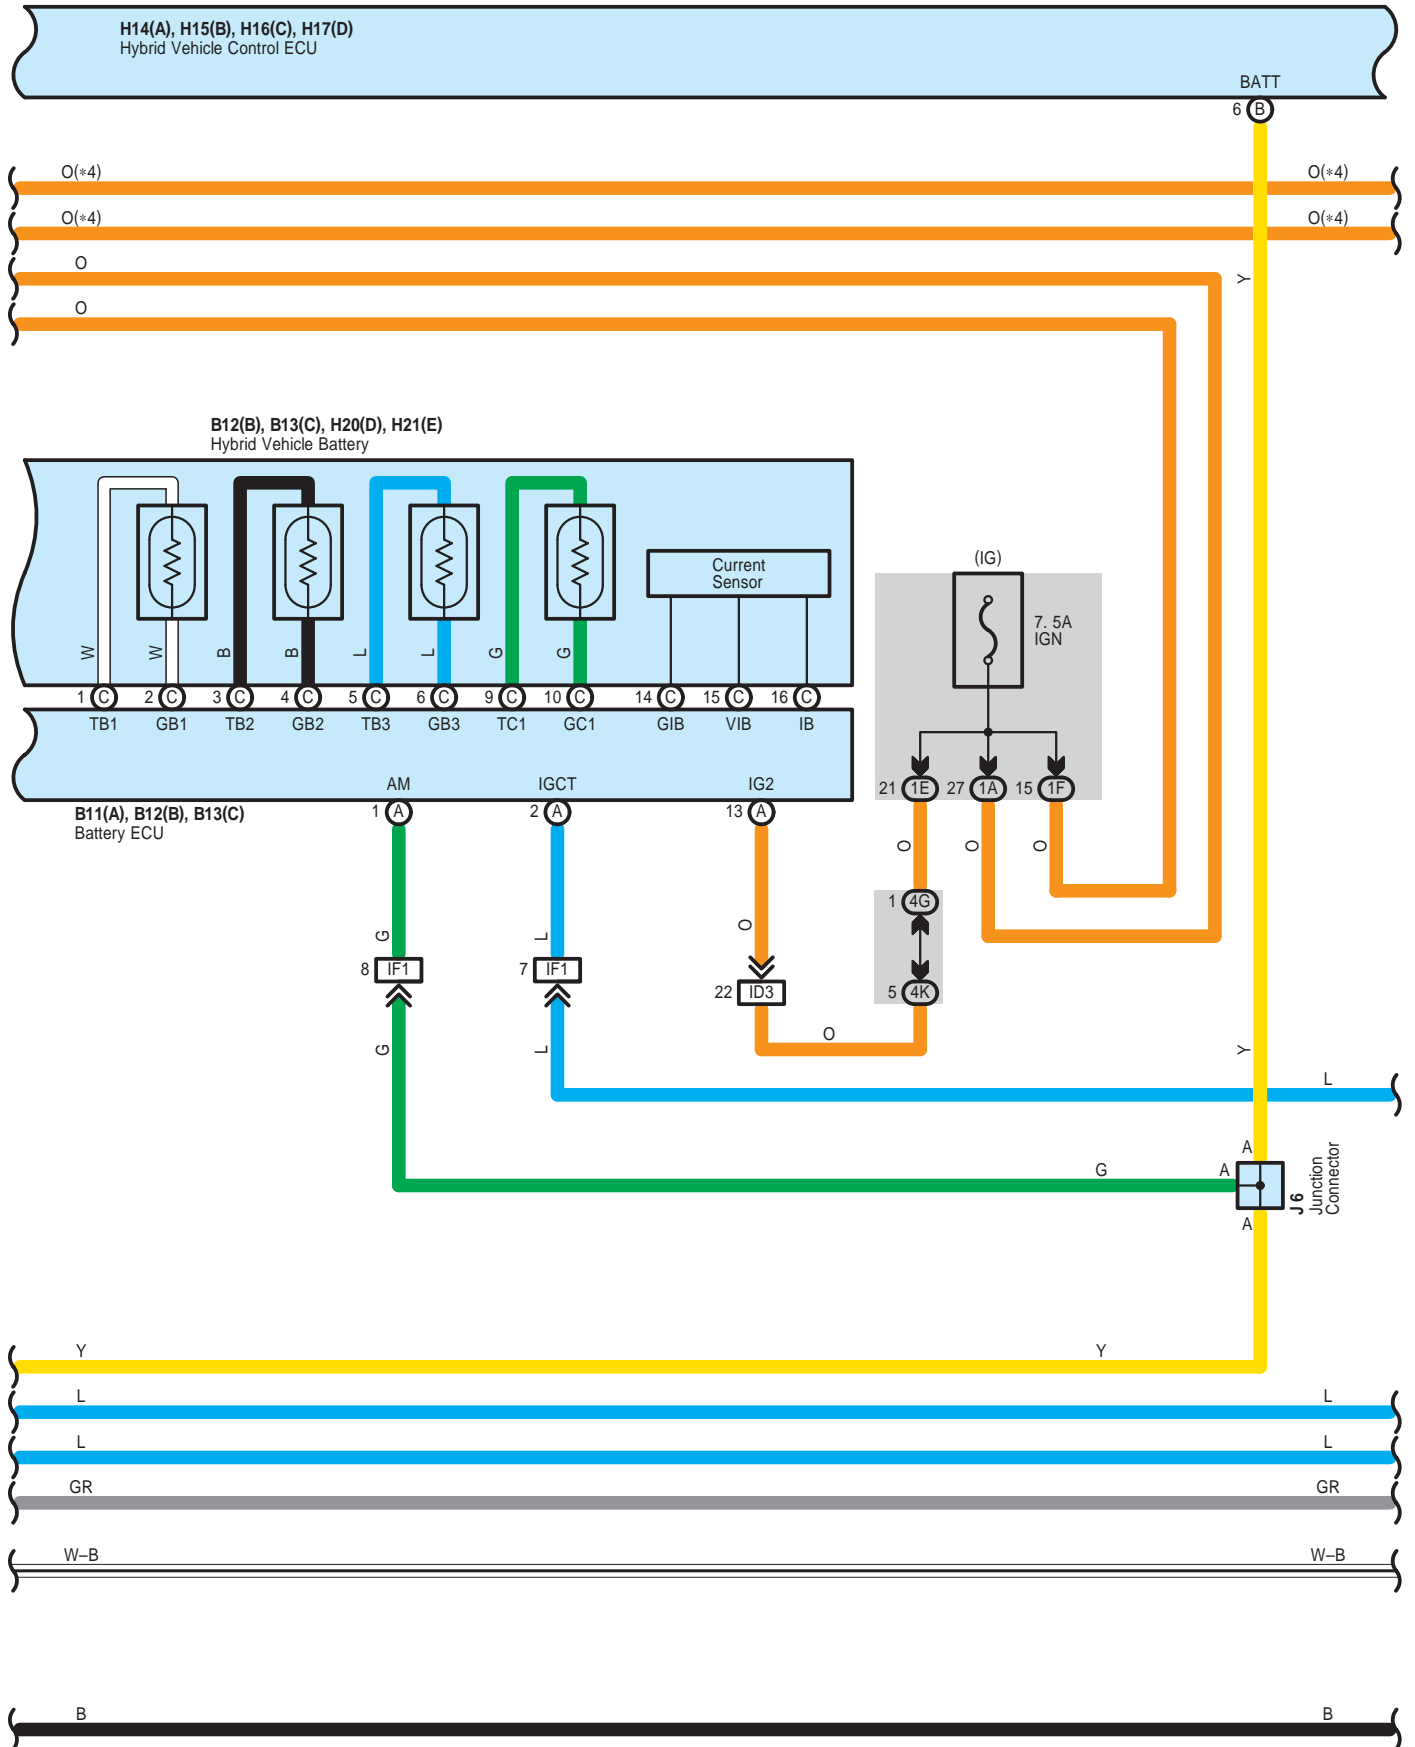 H14(A), H15(B), H16(C), H17(D)
Hybrid Vehicle Control ECU
BATT
6 B
O(*4) O(*4)
O(*4) O(*4)
O
Y
O
B12(B), B13(C), H20(D), H21(E)
Hybrid Vehicle Battery
Current
Sensor
(IG)
7. 5A
IGN
W W B B L L G G
1 C 2 C 3 C 4 C 5 C 6 C 9 C 10 C 14 C 15 C 16 C
TB1 GB1 TB2 GB2 TB3 GB3 TC1 GC1 GIB VIB IB
AM IGCT IG2
21 1E 27 1A 15 1F
B11(A), B12(B), B13(C)
Battery ECU
1 A 2 A 13 A
O O O
1 4G
G L O
8 IF1 7 IF1 22 ID3 5 4K
O
G L Y
L
A
A
G
A
J 6
Junction
Connector
Y Y
L L
L L
GR GR
W–B W–B
B B